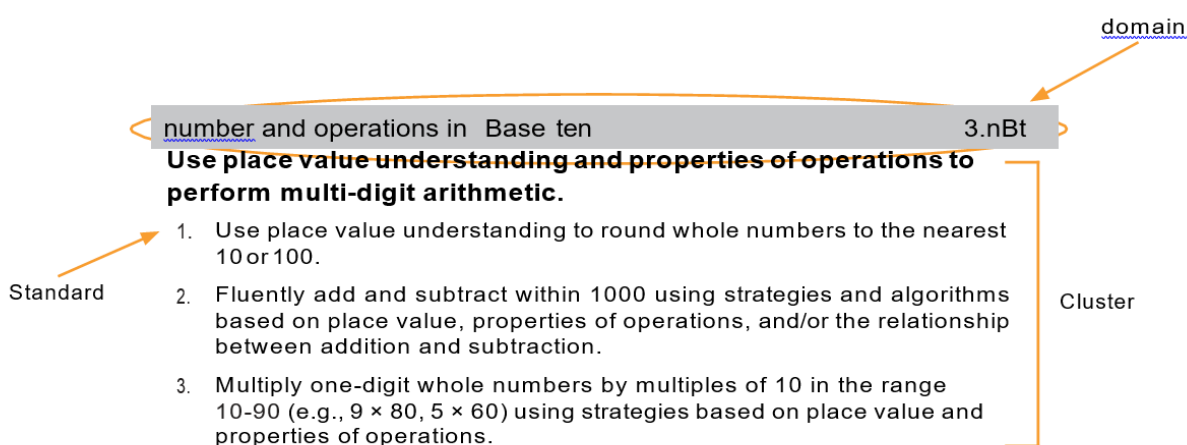 domain
number and operations in Base ten 3.nBt
Use place value understanding and properties of operations to
perform multi-digit arithmetic.
1. Use place value understanding to round whole numbers to the nearest
10 or 100.
Standard
2. Fluently add and subtract within 1000 using strategies and algorithms
based on place value, properties of operations, and/or the relationship
between addition and subtraction.
Cluster
3. Multiply one-digit whole numbers by multiples of 10 in the range
10-90 (e.g., 9 × 80, 5 × 60) using strategies based on place value and
properties of operations.